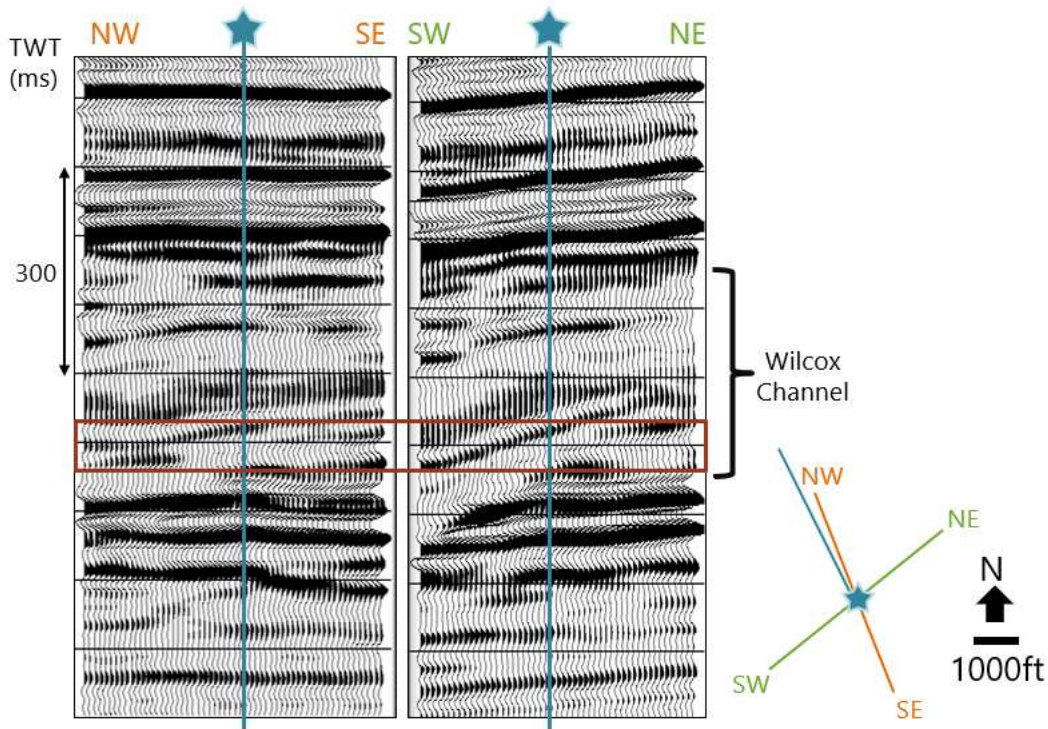 NW
SE
SW
NE
TWT
(ms)
300
Wilcox
Channel
NW
NE
N
SW
SE
1000ft